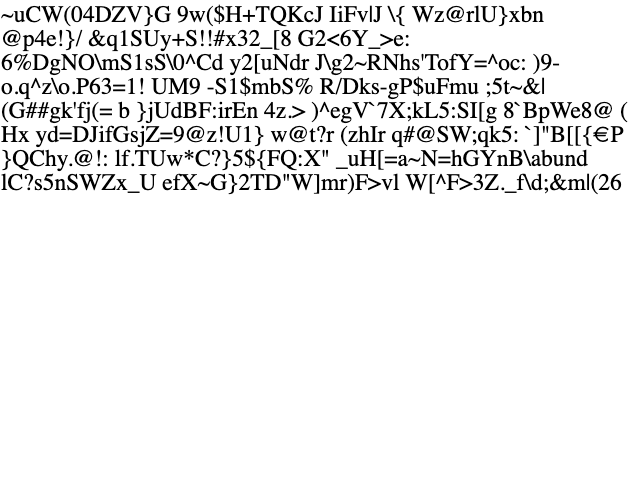 ~uCW(04DZV}G 9w($H+TQKcJ IiFv|J \{ Wz@rlU}xbn
@p4e!}/ &q1SUy+S!!#x32_[8 G2<6Y_>e:
6%DgNO\mS1sS\0^Cd y2[uNdr J\g2~RNhs'TofY=^oc: )9-
o.q^z\o.P63=1! UM9 -S1$mbS% R/Dks-gP$uFmu ;5t~&|
(G##gk'fj(= b }jUdBF:irEn 4z.> )^egV`7X;kL5:SI[g 8`BpWe8@ (
Hx yd=DJifGsjZ=9@z!U1} w@t?r (zhIr q#@SW;qk5: `]"B[[{€P
}QChy.@!: lf.TUw*C?}5${FQ:X" _uH[=a~N=hGYnB\abund
lC?s5nSWZx_U efX~G}2TD"W]mr)F>vl W[^F>3Z._f\d;&m|(26